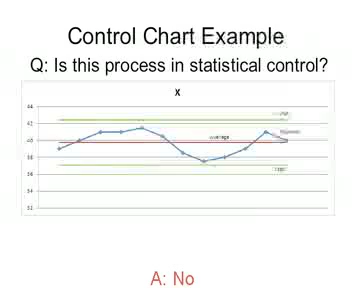 Control Chart Example
Q: Is this process in statistical control?
X
44
42
40
38
36
34
32
average
A: No